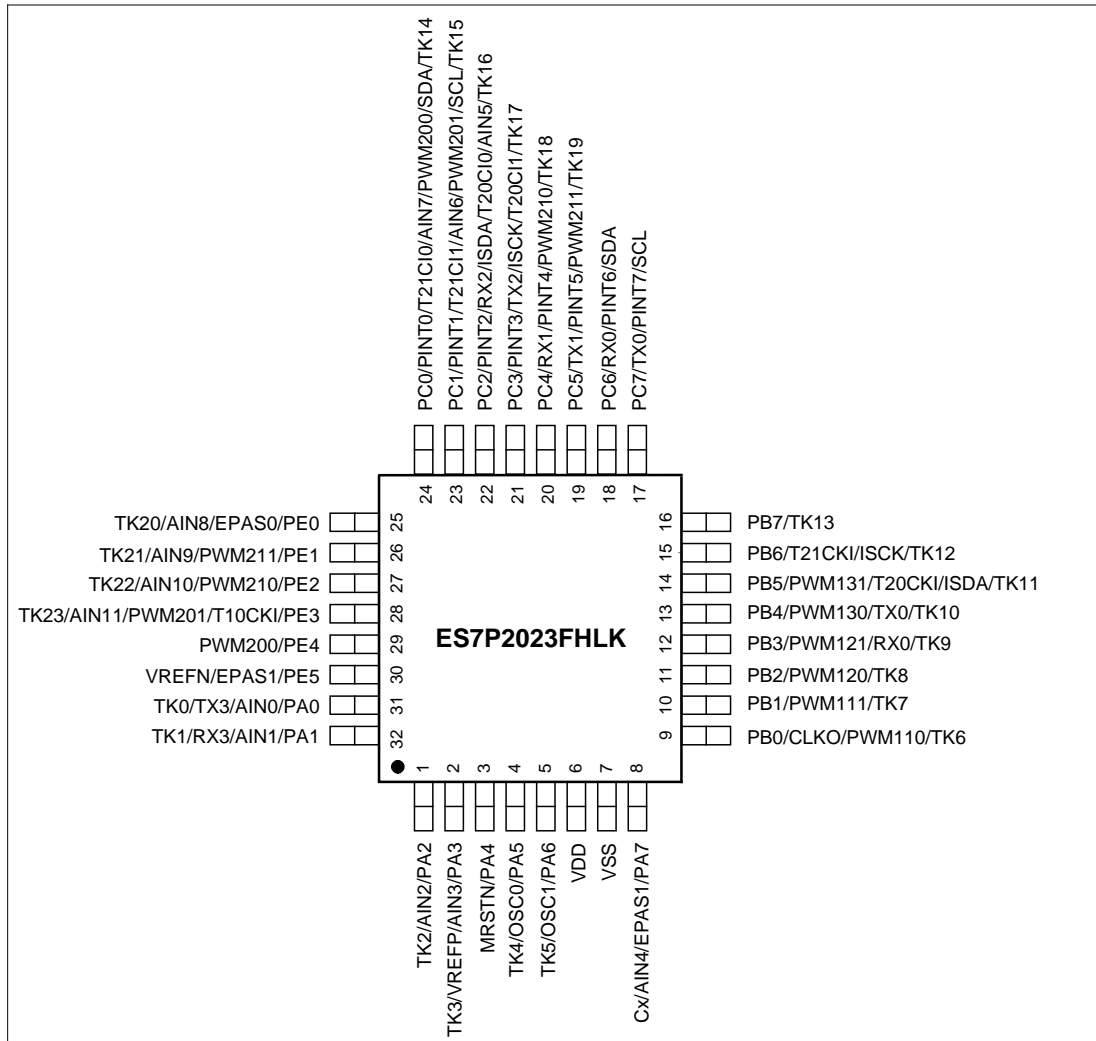 PC0/PINT0/T21CI0/AIN7/PWM200/SDA/TK14
PC1/PINT1/T21CI1/AIN6/PWM201/SCL/TK15
PC2/PINT2/RX2/ISDA/T20CI0/AIN5/TK16
PC3/PINT3/TX2/ISCK/T20CI1/TK17
PC4/RX1/PINT4/PWM210/TK18
PC5/TX1/PINT5/PWM211/TK19
PC6/RX0/PINT6/SDA
PC7/TX0/PINT7/SCL
24
23
22
21
20
19
18
17
TK20/AIN8/EPAS0/PE0
25
TK21/AIN9/PWM211/PE1
26
TK22/AIN10/PWM210/PE2
27
TK23/AIN11/PWM201/T10CKI/PE3
28
PWM200/PE4
29
VREFN/EPAS1/PE5
30
TK0/TX3/AIN0/PA0
31
TK1/RX3/AIN1/PA1
32
ES7P2023FHLK
16
PB7/TK13
15
PB6/T21CKI/ISCK/TK12
14
PB5/PWM131/T20CKI/ISDA/TK11
13
PB4/PWM130/TX0/TK10
12
PB3/PWM121/RX0/TK9
11
PB2/PWM120/TK8
10
PB1/PWM111/TK7
9
PB0/CLKO/PWM110/TK6
1
2
3
4
5
6
7
8
TK2/AIN2/PA2
TK3/VREFP/AIN3/PA3
MRSTN/PA4
TK4/OSC0/PA5
TK5/OSC1/PA6
VDD
VSS
Cx/AIN4/EPAS1/PA7